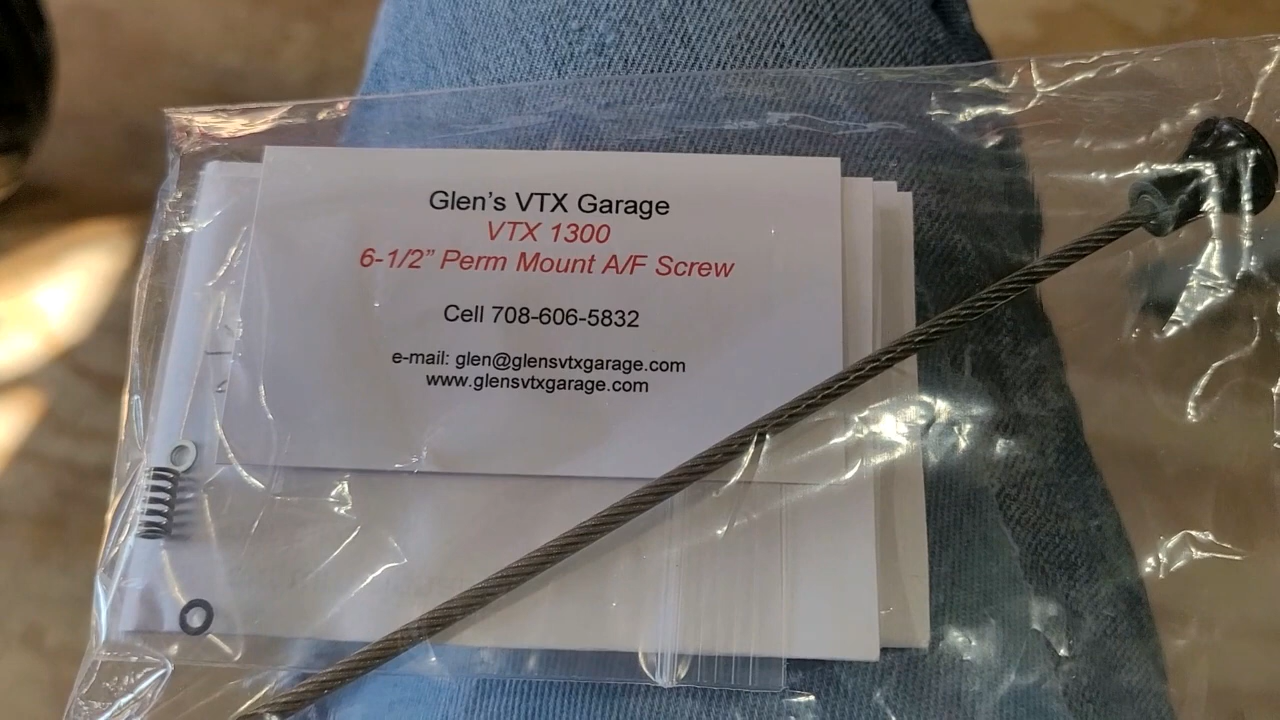 Glen's VTX Garage
VTX 1300
6-1/2" Perm Mount A/F Screw
Cell 708-606-5832
e-mail: glen@glensvtxgarage.com
www.glensvtxgarage.com